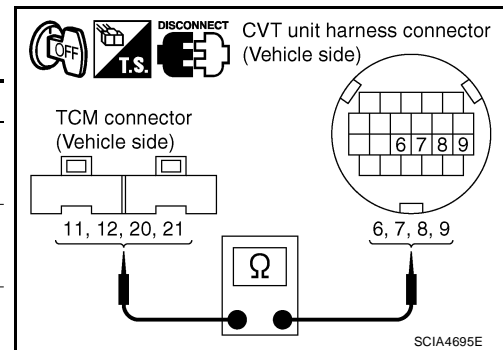 OFF
T.S.
DISCONNECT
CVT unit harness connector
(Vehicle side)
TCM connector
(Vehicle side)
6 7 8 9
11, 12, 20, 21
6, 7, 8, 9
Ω
SCIA4695E